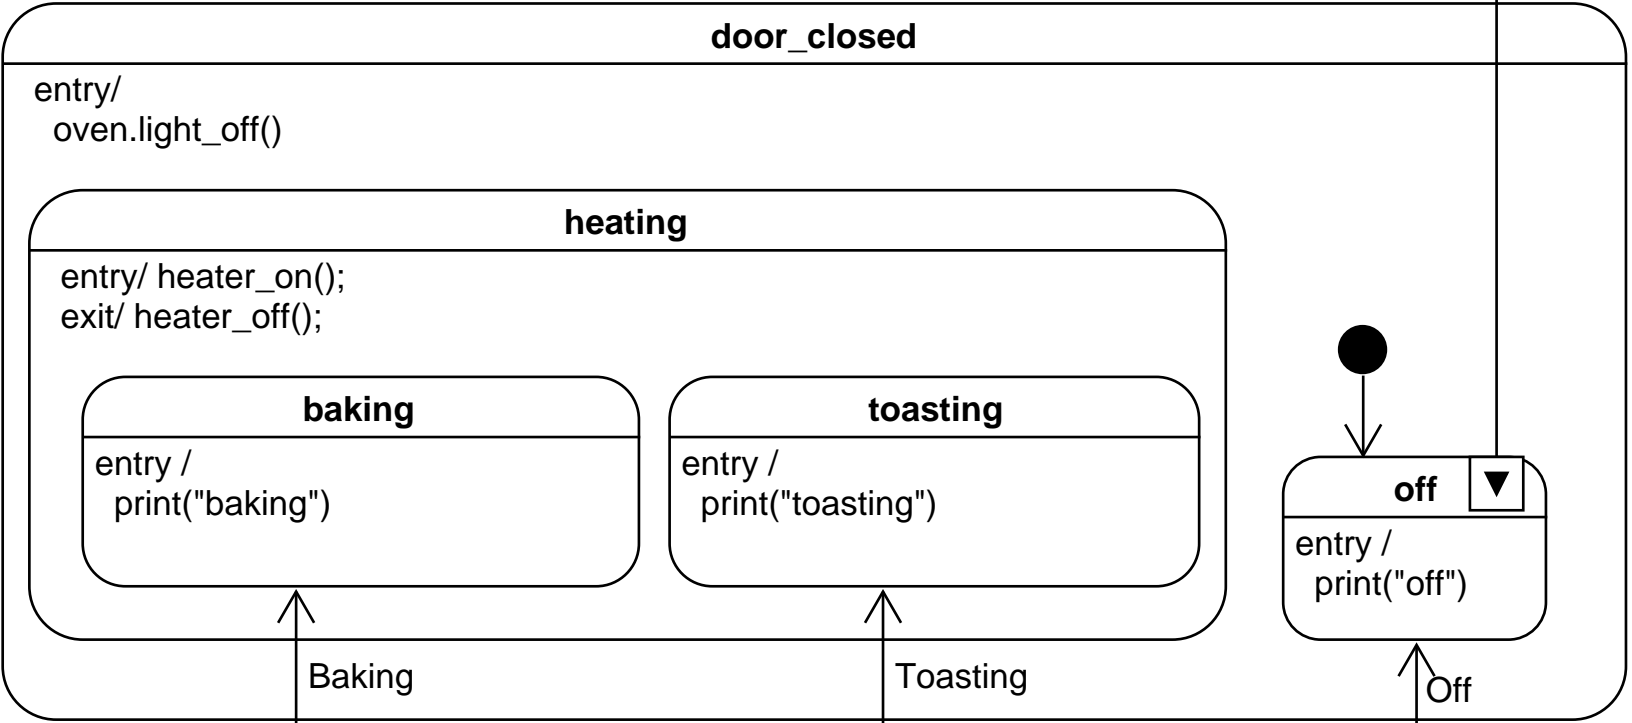 door_closed
entry/
oven.light_off()
heating
entry/ heater_on();
exit/ heater_off();
baking
entry /
print("baking")
toasting
entry /
print("toasting")
off
entry /
print("off")
Baking
Toasting
Off